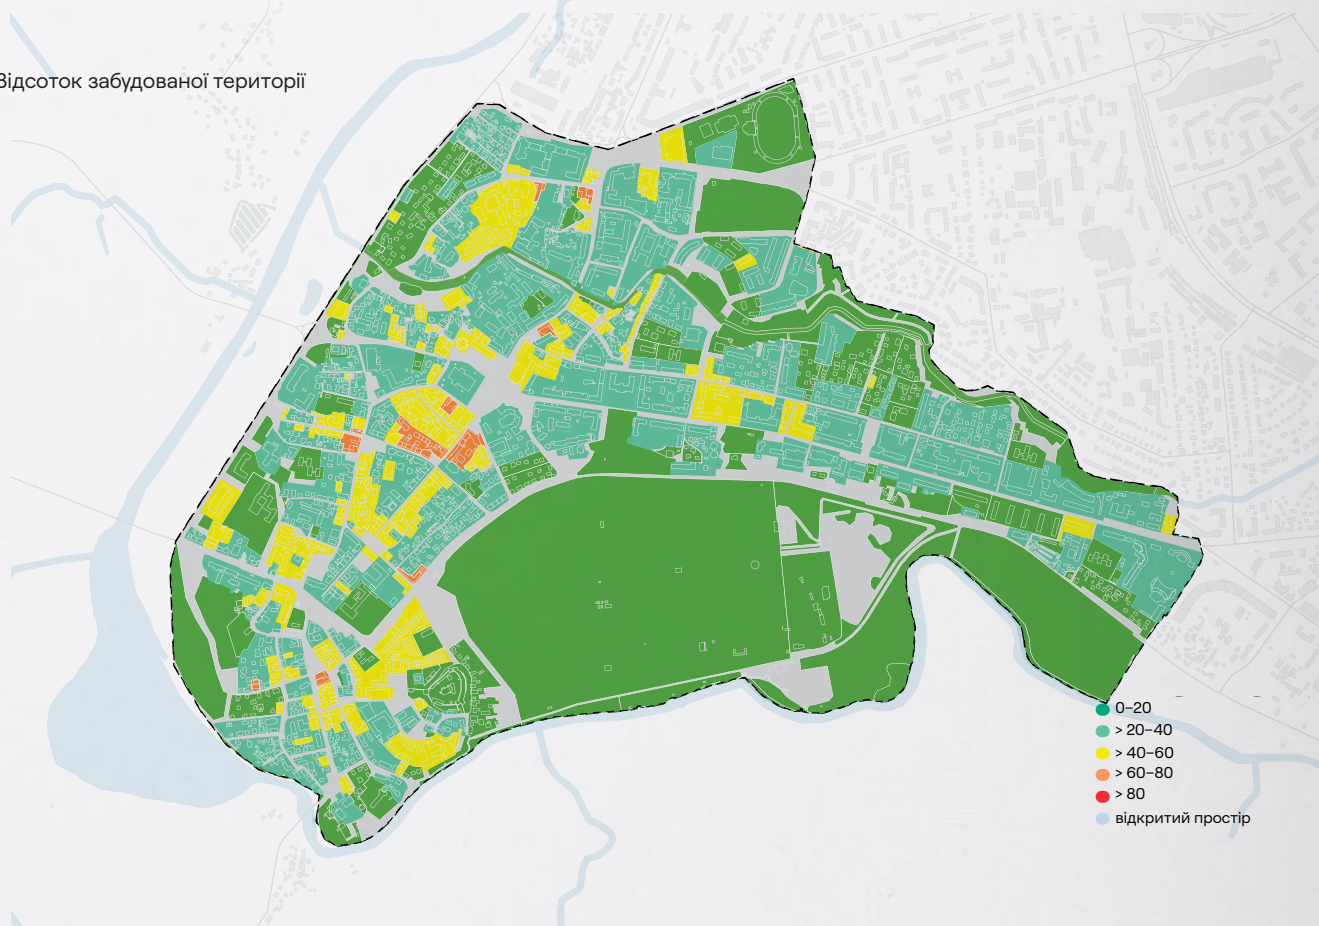 Відсоток забудованої території
0–20
> 20–40
> 40–60
> 60–80
> 80
відкритий простір